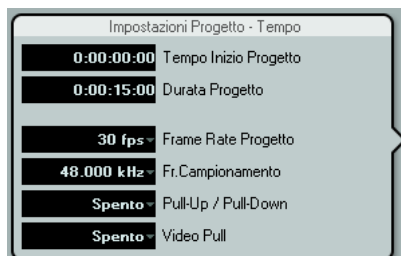 Impostazioni Progetto - Tempo
0:00:00:00 Tempo Inizio Progetto
0:00:15:00 Durata Progetto
30 fps Frame Rate Progetto
48.000 kHz Fr.Campionamento
Spento Pull-Up / Pull-Down
Spento Video Pull